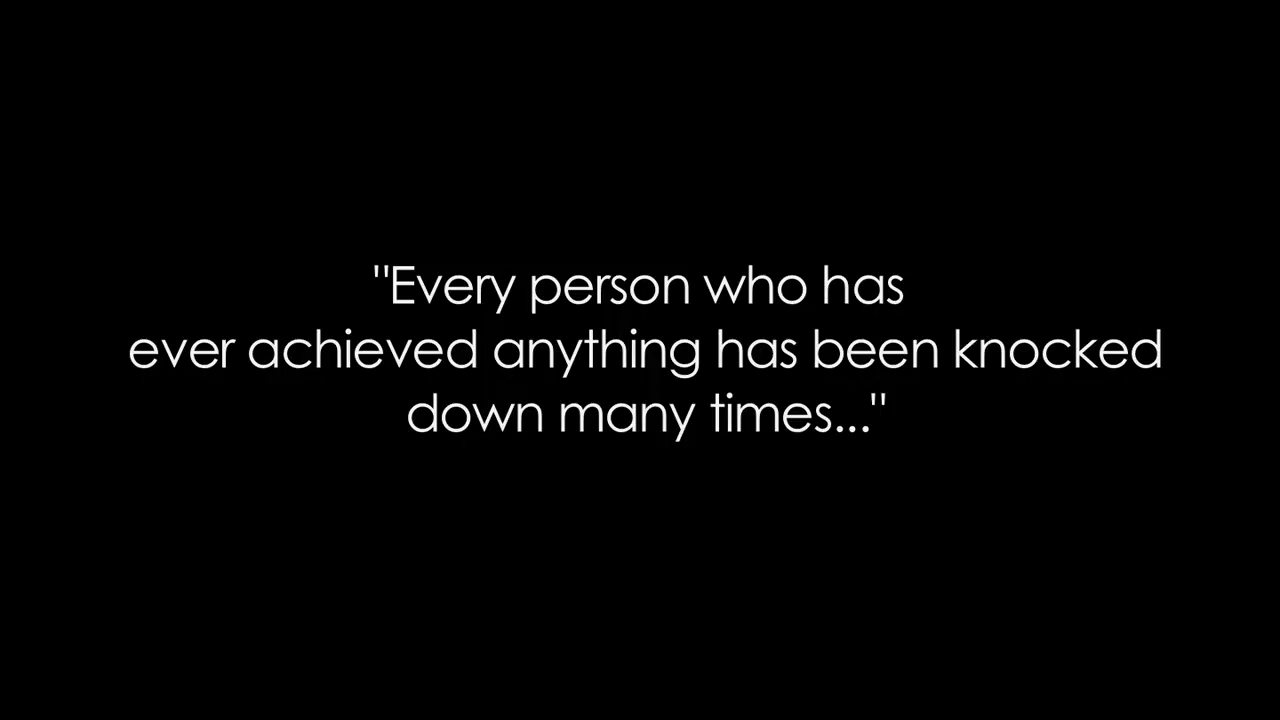 "Every person who has
ever achieved anything has been knocked
down many times..."